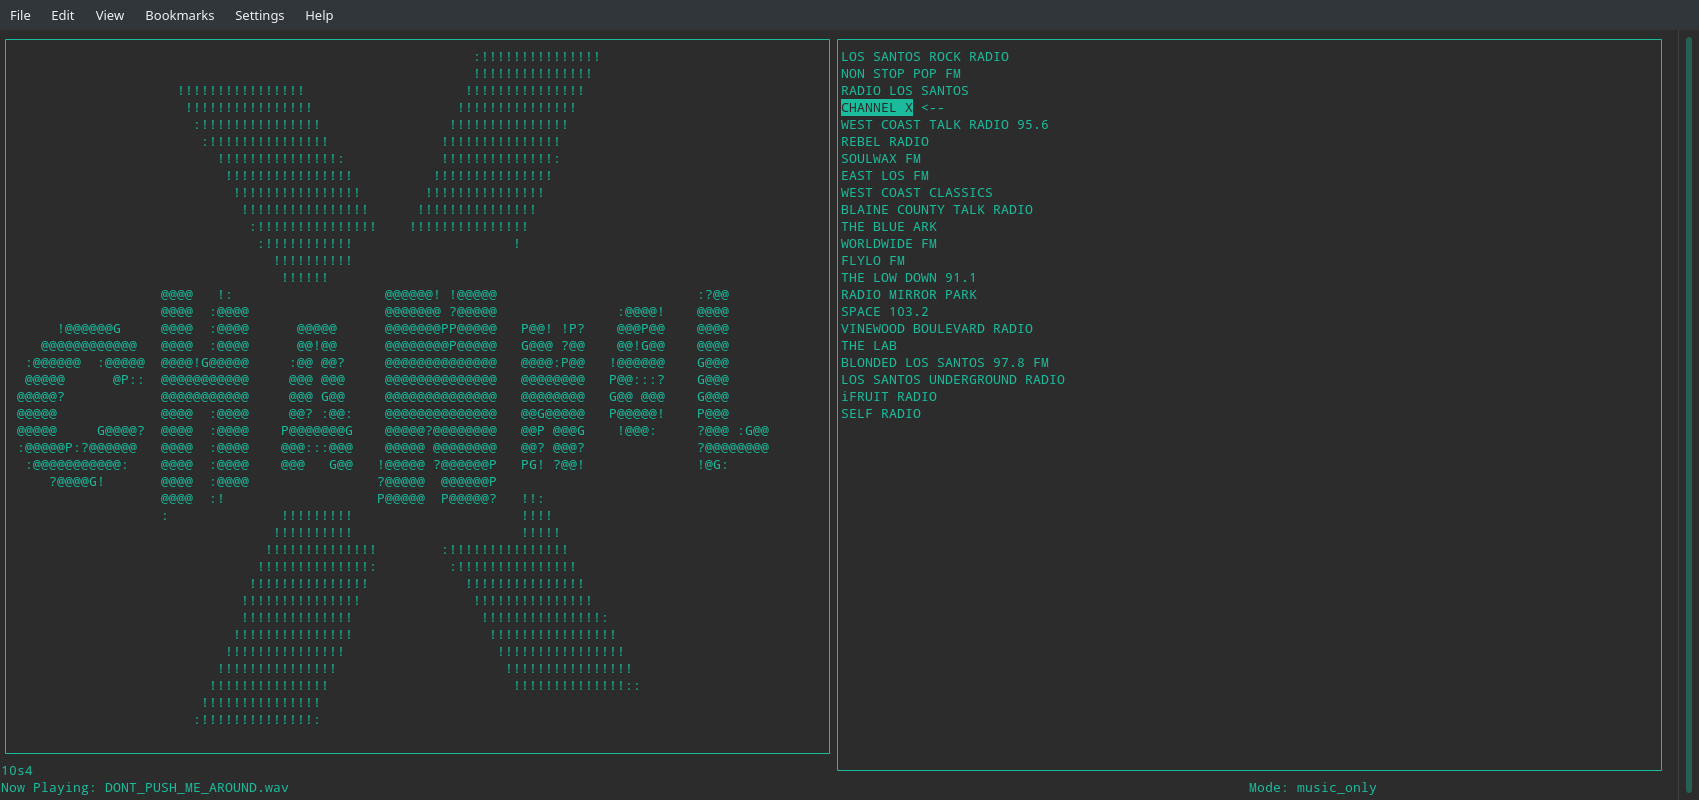 File Edit View Bookmarks Settings Help
CHANNEL
LOS SANTOS ROCK RADIO
NON STOP POP FM
RADIO LOS SANTOS
CHANNEL X <--
WEST COAST TALK RADIO 95.6
REBEL RADIO
SOULWAX FM
EAST LOS FM
WEST COAST CLASSICS
BLAINE COUNTY TALK RADIO
THE BLUE ARK
WORLDWIDE FM
FLYLO FM
THE LOW DOWN 91.1
RADIO MIRROR PARK
SPACE 103.2
VINEWOOD BOULEVARD RADIO
THE LAB
BLONDED LOS SANTOS 97.8 FM
LOS SANTOS UNDERGROUND RADIO
iFRUIT RADIO
SELF RADIO
10s4
Now Playing: DONT_PUSH_ME_AROUND.wav
Mode: music_only